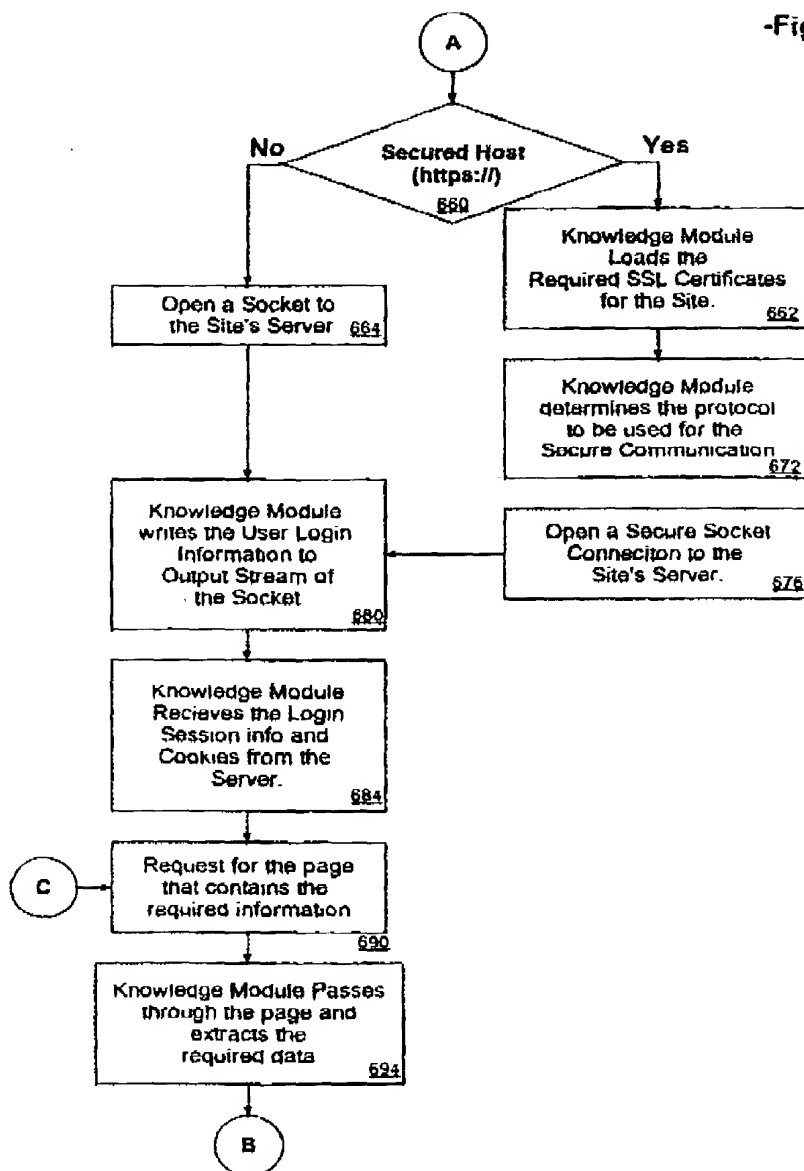 -Fig
A
No
Yes
Secured Host
(https://)
660
Knowledge Module
Loads the
Required SSL Certificates
for the Site.
662
Open a Socket to
the Site's Server
664
Knowledge Module
determines the protocol
to be used for the
Secure Communication
672
Knowledge Module
writes the User Login
Information to
Output Stream of
the Socket
680
Open a Secure Socket
Conneciton to the
Site's Server.
676
Knowledge Module
Recieves the Login
Session info and
Cookies from the
Server.
684
C
Request for the page
that contains the
required information
690
Knowledge Module Passes
through the page and
extracts the
required data
694
B